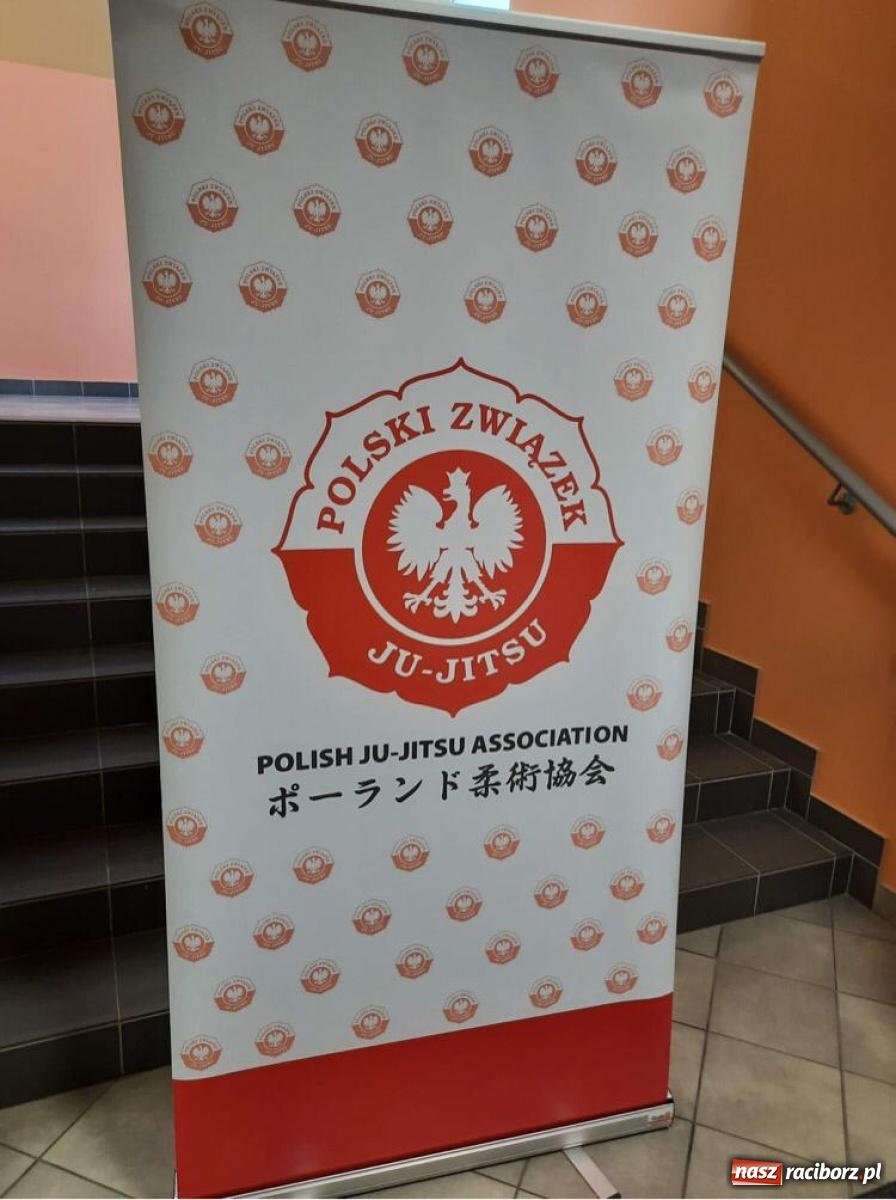 POLSKI ZWIĄZEK
JU-JITSU
POLISH JU-JITSU ASSOCIATION
ポーランド柔術協会
nasz raciborz.pl